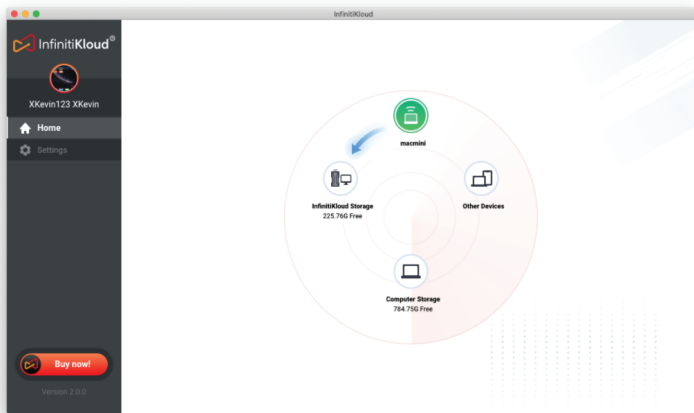 InfinitiKloud
InfinitiKloud®
XKevin123 XKevin
Home
Settings
macmini
InfinitiKloud Storage
225.76G Free
Other Devices
Computer Storage
784.75G Free
Buy now!
Version 2.0.0